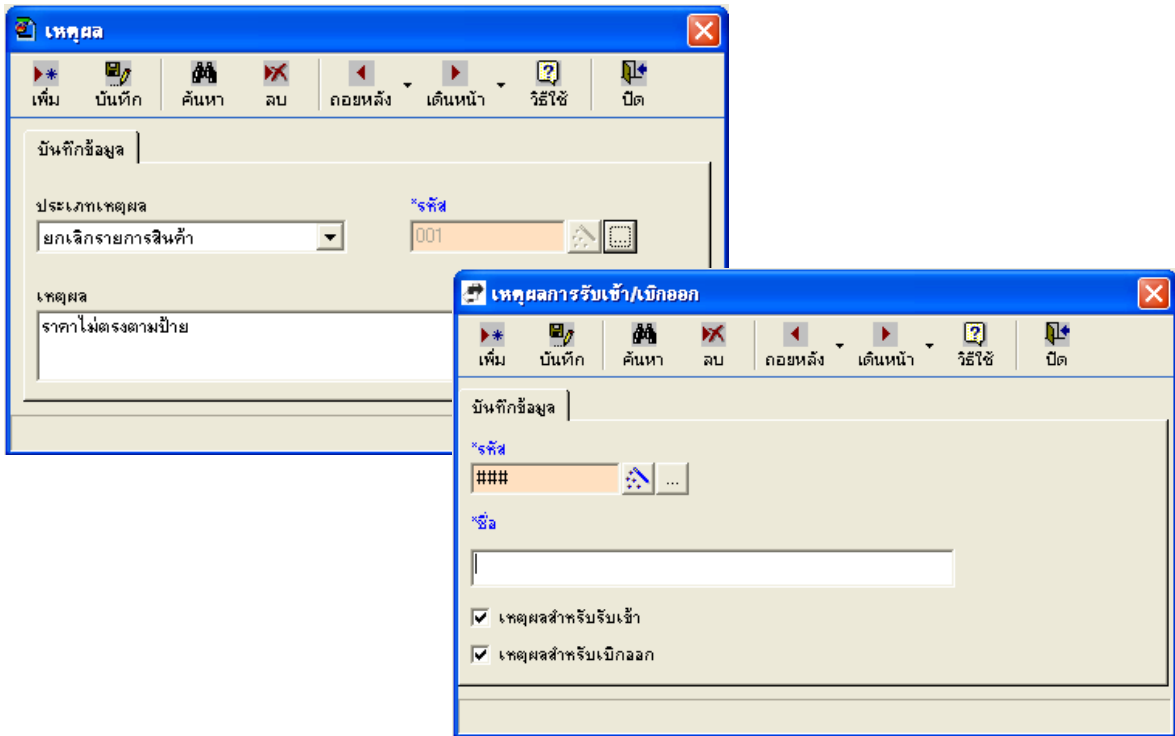 เหตุผล
เพิ่ม บันทึก ค้นหา ลบ ถอยหลัง เดินหน้า วิธีใช้ ปิด
บันทึกข้อมูล
ประเภทเหตุผล *รหัส
ยกเลิกรายการสินค้า 001 ...
เหตุผล
ราคาไม่ตรงตามป้าย
เหตุผลการรับเข้า/เบิกออก
เพิ่ม บันทึก ค้นหา ลบ ถอยหลัง เดินหน้า วิธีใช้ ปิด
บันทึกข้อมูล
*รหัส
### ...
*ชื่อ
เหตุผลสำหรับรับเข้า
เหตุผลสำหรับเบิกออก